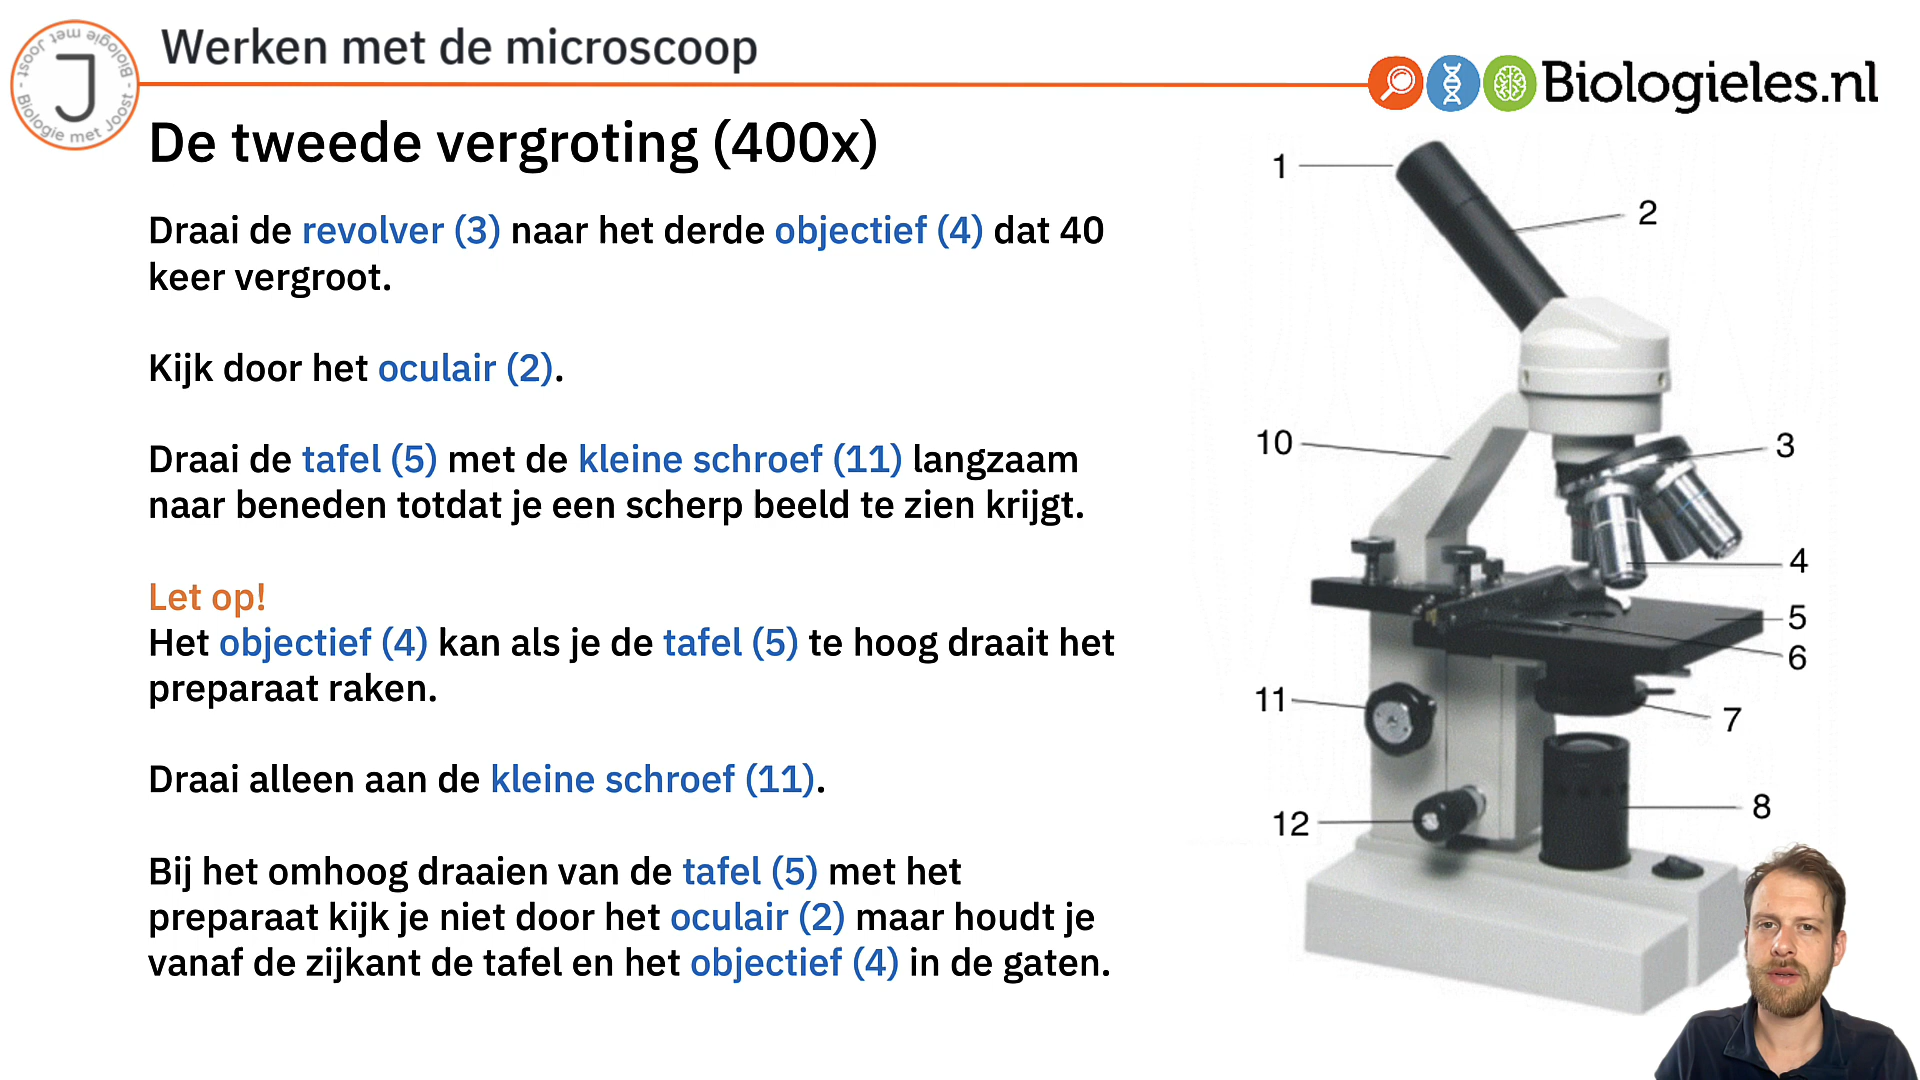 Werken met de microscoop
Biologie met Joost - Biologie met Joost -
J
Biologieles.nl
De tweede vergroting (400x)
Draai de revolver (3) naar het derde objectief (4) dat 40
keer vergroot.
Kijk door het oculair (2).
Draai de tafel (5) met de kleine schroef (11) langzaam
naar beneden totdat je een scherp beeld te zien krijgt.
Let op!
Het objectief (4) kan als je de tafel (5) te hoog draait het
preparaat raken.
Draai alleen aan de kleine schroef (11).
Bij het omhoog draaien van de tafel (5) met het
preparaat kijk je niet door het oculair (2) maar houdt je
vanaf de zijkant de tafel en het objectief (4) in de gaten.
1
2
10
3
4
5
6
11
7
8
12